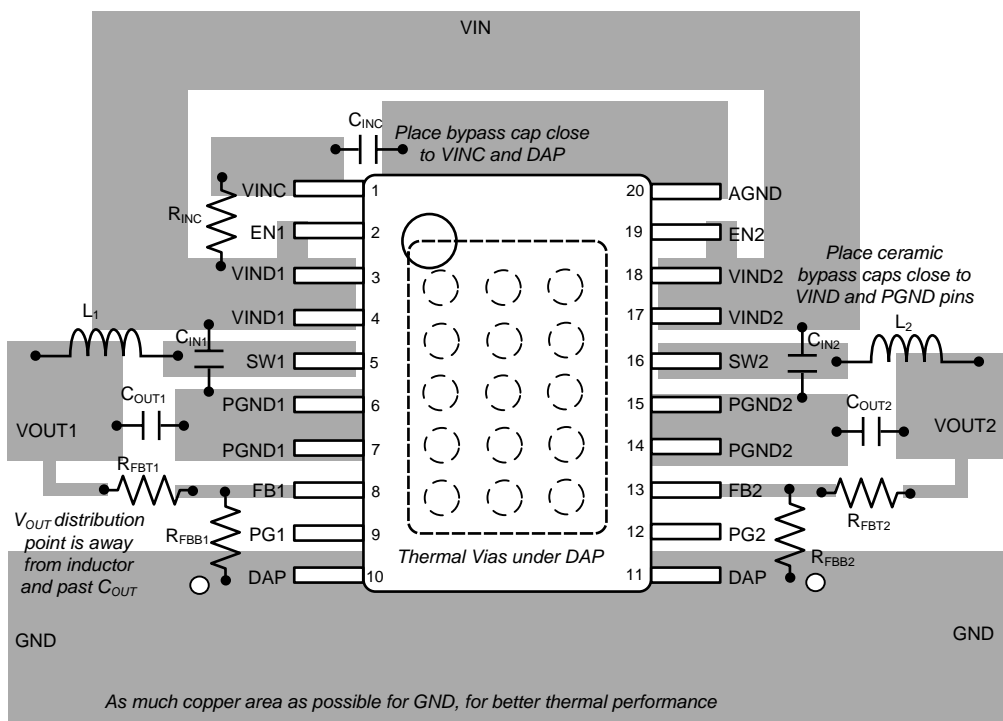 VIN
CINC
Place bypass cap close
to VINC and DAP
VINC 1 20 AGND
RINC
EN1 2 19 EN2
VIND1 3 18 VIND2
Place ceramic
bypass caps close to
VIND and PGND pins
VIND1 4 17 VIND2
L1 CIN1 CIN2 L2
SW1 5 16 SW2
PGND1 6 15 PGND2
COUT1 COUT2
VOUT1 VOUT2
PGND1 7 14 PGND2
RFBT1 FB1 8 13 FB2 RFBT2
VOUT distribution
point is away
from inductor
and past COUT
RFBB1 PG1 9 12 PG2 RFBB2
Thermal Vias under DAP
DAP 10 11 DAP
GND GND
As much copper area as possible for GND, for better thermal performance